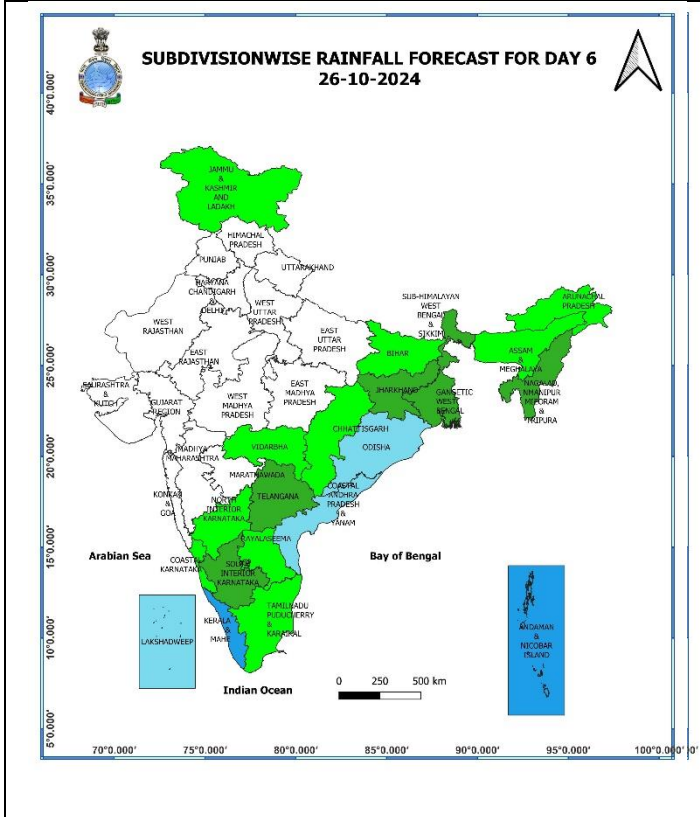 SUBDIVISIONWISE RAINFALL FORECAST FOR DAY 6
26-10-2024
40°0.000'
35°0.000'
30°0.000'
25°0.000'
20°0.000'
15°0.000'
10°0.000'
5°0.000'
JAMMU
&
KASHMIR
AND
LADAKH
HIMACHAL
PRADESH
PUNJAB
UTTARAKHAND
HARYANA
CHANDIGARH
&
DELHI
WEST
RAJASTHAN
WEST
UTTAR
PRADESH
EAST
UTTAR
PRADESH
SUB-HIMALAYAN
WEST
BENGAL
&
SIKKIM
ARUNACHAL
PRADESH
EAST
RAJASTHAN
BIHAR
ASSAM
&
MEGHALAYA
SAURASHTRA
&
KUTCH
GUJARAT
REGION
WEST
MADHYA
PRADESH
EAST
MADHYA
PRADESH
JHARKHAND
GANGETIC
WEST
BENGAL
MANIPUR
MIZORAM
&
TRIPURA
CHHATTISGARH
ODISHA
VIDARBHA
MADHYA
MAHARASHTRA
MARATHAWADA
TELANGANA
COASTAL
ANDHRA
PRADESH
&
YANAM
KONKAN
&
GOA
NORTH
INTERIOR
KARNATAKA
RAYALASEEMA
Arabian Sea
Bay of Bengal
COASTAL
KARNATAKA
SOUTH
INTERIOR
KARNATAKA
TAMILNADU
PUDUCHERRY
&
KARAIKAL
KERALA
&
MAHE
LAKSHADWEEP
ANDAMAN
&
NICOBAR
ISLAND
Indian Ocean
0 250 500 km
70°0.000' 75°0.000' 80°0.000' 85°0.000' 90°0.000' 95°0.000'